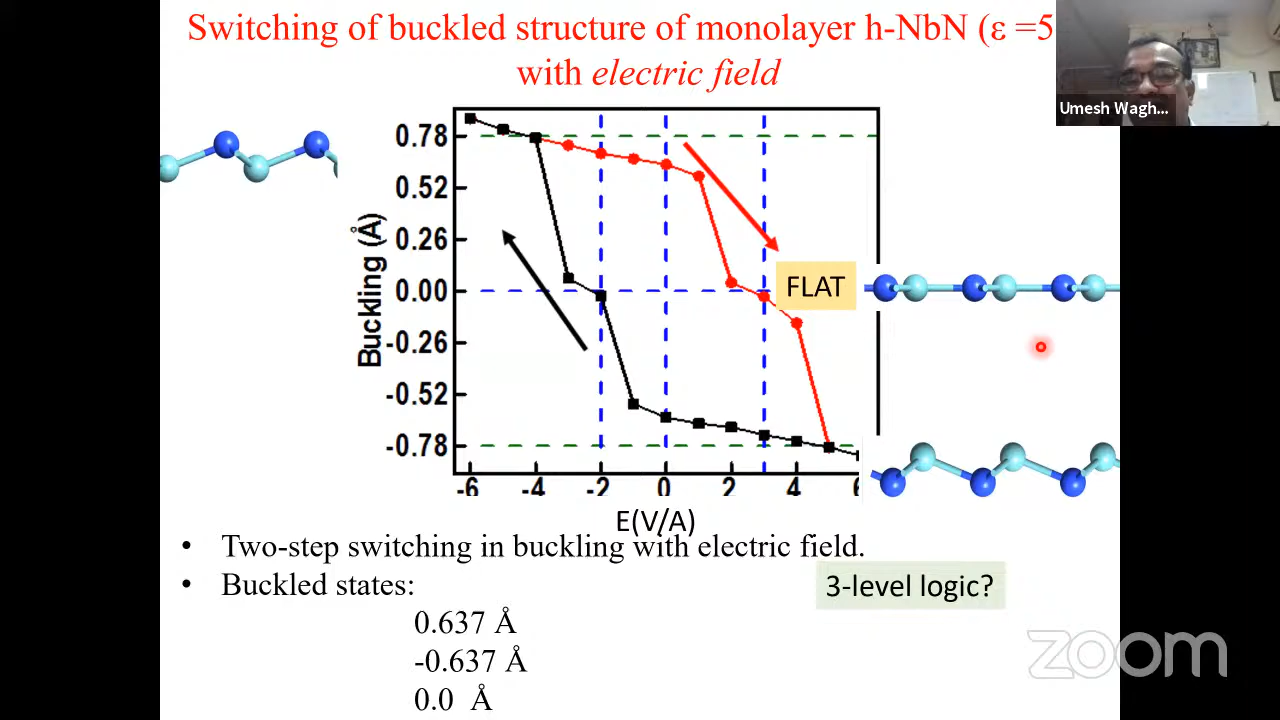 Switching of buckled structure of monolayer h-NbN (ε =5
with electric field
Umesh Wagh...
0.78
0.52
0.26
0.00
-0.26
-0.52
-0.78
Buckling (Å)
FLAT
-6 -4 -2 0 2 4 6
E(V/A)
• Two-step switching in buckling with electric field.
• Buckled states:
3-level logic?
0.637 Å
-0.637 Å
0.0 Å
zoom